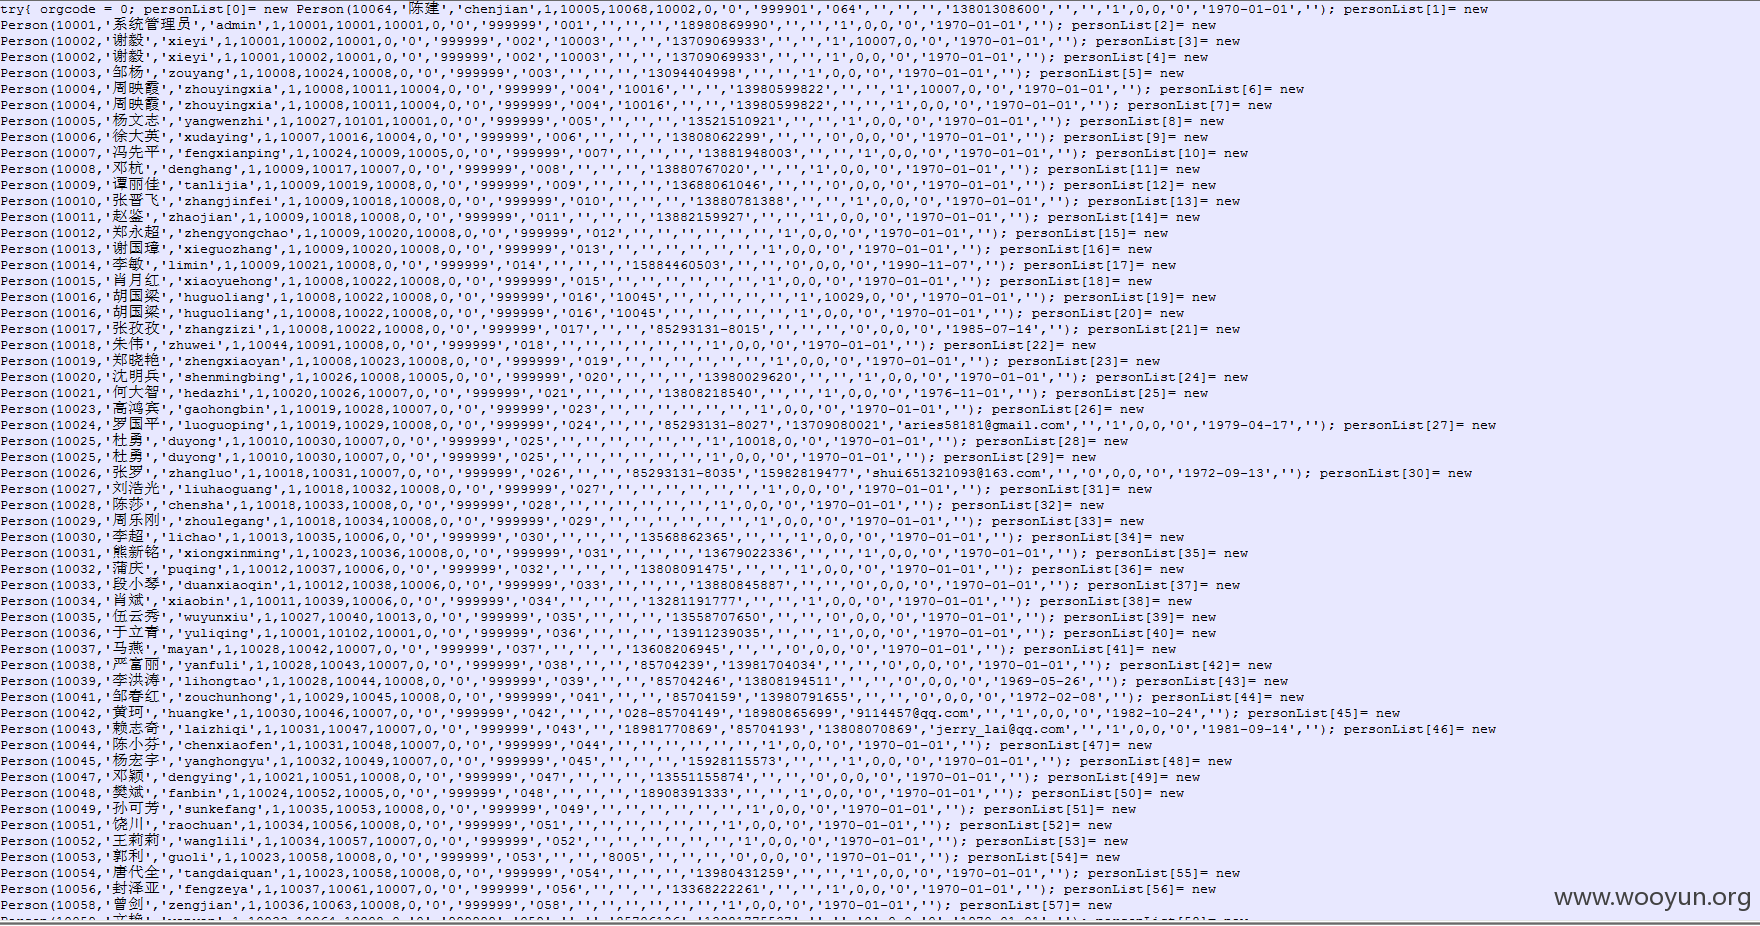 try{ orgcode = 0; personList[0]= new Person(10064,'陈建','chenjian',1,10005,10068,10002,0,'0','999901','064','','','','13801308600','','','1',0,0,'0','1970-01-01',''); personList[1]= new
Person(10001,'系统管理员','admin',1,10001,10001,10001,0,'0','999999','001','','','','18980869990','','','1',0,0,'0','1970-01-01',''); personList[2]= new
Person(10002,'谢毅','xieyi',1,10001,10002,10001,0,'0','999999','002','10003','','','13709069933','','','1',10007,0,'0','1970-01-01',''); personList[3]= new
Person(10002,'谢毅','xieyi',1,10001,10002,10001,0,'0','999999','002','10003','','','13709069933','','','1',0,0,'0','1970-01-01',''); personList[4]= new
Person(10003,'邹杨','zouyang',1,10008,10024,10008,0,'0','999999','003','','','','13094404998','','','1',0,0,'0','1970-01-01',''); personList[5]= new
Person(10004,'周映霞','zhouyingxia',1,10008,10011,10004,0,'0','999999','004','10016','','','13980599822','','','1',10007,0,'0','1970-01-01',''); personList[6]= new
Person(10004,'周映霞','zhouyingxia',1,10008,10011,10004,0,'0','999999','004','10016','','','13980599822','','','1',0,0,'0','1970-01-01',''); personList[7]= new
Person(10005,'杨文志','yangwenzhi',1,10027,10101,10001,0,'0','999999','005','','','','13521510921','','','1',0,0,'0','1970-01-01',''); personList[8]= new
Person(10006,'徐大英','xudaying',1,10007,10016,10004,0,'0','999999','006','','','','13808062299','','','0',0,0,'0','1970-01-01',''); personList[9]= new
Person(10007,'冯先平','fengxianping',1,10024,10009,10005,0,'0','999999','007','','','','13881948003','','','1',0,0,'0','1970-01-01',''); personList[10]= new
Person(10008,'邓杭','denghang',1,10009,10017,10007,0,'0','999999','008','','','','13880767020','','','1',0,0,'0','1970-01-01',''); personList[11]= new
Person(10009,'谭丽佳','tanlijia',1,10009,10019,10008,0,'0','999999','009','','','','13688061046','','','0',0,0,'0','1970-01-01',''); personList[12]= new
Person(10010,'张晋飞','zhangjinfei',1,10009,10018,10008,0,'0','999999','010','','','','13880781388','','','1',0,0,'0','1970-01-01',''); personList[13]= new
Person(10011,'赵鉴','zhaojian',1,10009,10018,10008,0,'0','999999','011','','','','13882159927','','','1',0,0,'0','1970-01-01',''); personList[14]= new
Person(10012,'郑永超','zhengyongchao',1,10009,10020,10008,0,'0','999999','012','','','','','','','1',0,0,'0','1970-01-01',''); personList[15]= new
Person(10013,'谢国璋','xieguozhang',1,10009,10020,10008,0,'0','999999','013','','','','','','','1',0,0,'0','1970-01-01',''); personList[16]= new
Person(10014,'李敏','limin',1,10009,10021,10008,0,'0','999999','014','','','','15884460503','','','0',0,0,'0','1990-11-07',''); personList[17]= new
Person(10015,'肖月红','xiaoyuehong',1,10008,10022,10008,0,'0','999999','015','','','','','','','1',0,0,'0','1970-01-01',''); personList[18]= new
Person(10016,'胡国梁','huguoliang',1,10008,10022,10008,0,'0','999999','016','10045','','','','','','1',10029,0,'0','1970-01-01',''); personList[19]= new
Person(10016,'胡国梁','huguoliang',1,10008,10022,10008,0,'0','999999','016','10045','','','','','','1',0,0,'0','1970-01-01',''); personList[20]= new
Person(10017,'张孜孜','zhangzizi',1,10008,10022,10008,0,'0','999999','017','','','85293131-8015','','','','0',0,0,'0','1985-07-14',''); personList[21]= new
Person(10018,'朱伟','zhuwei',1,10044,10091,10008,0,'0','999999','018','','','','','','','1',0,0,'0','1970-01-01',''); personList[22]= new
Person(10019,'郑晓艳','zhengxiaoyan',1,10008,10023,10008,0,'0','999999','019','','','','','','','1',0,0,'0','1970-01-01',''); personList[23]= new
Person(10020,'沈明兵','shenmingbing',1,10026,10008,10005,0,'0','999999','020','','','','13980029620','','','1',0,0,'0','1970-01-01',''); personList[24]= new
Person(10021,'何大智','hedazhi',1,10020,10026,10007,0,'0','999999','021','','','','13808218540','','','1',0,0,'0','1976-11-01',''); personList[25]= new
Person(10023,'高鸿宾','gaohongbin',1,10019,10028,10007,0,'0','999999','023','','','','','','','1',0,0,'0','1970-01-01',''); personList[26]= new
Person(10024,'罗国平','luoguoping',1,10019,10029,10008,0,'0','999999','024','','','85293131-8027','13709080021','aries58181@gmail.com','','1',0,0,'0','1979-04-17',''); personList[27]= new
Person(10025,'杜勇','duyong',1,10010,10030,10007,0,'0','999999','025','','','','','','','1',10018,0,'0','1970-01-01',''); personList[28]= new
Person(10025,'杜勇','duyong',1,10010,10030,10007,0,'0','999999','025','','','','','','','1',0,0,'0','1970-01-01',''); personList[29]= new
Person(10026,'张罗','zhangluo',1,10018,10031,10007,0,'0','999999','026','','','85293131-8035','15982819477','shui651321093@163.com','','0',0,0,'0','1972-09-13',''); personList[30]= new
Person(10027,'刘浩光','liuhaoguang',1,10018,10032,10008,0,'0','999999','027','','','','','','','1',0,0,'0','1970-01-01',''); personList[31]= new
Person(10028,'陈莎','chensha',1,10018,10033,10008,0,'0','999999','028','','','','','','','1',0,0,'0','1970-01-01',''); personList[32]= new
Person(10029,'周乐刚','zhoulegang',1,10018,10034,10008,0,'0','999999','029','','','','','','','1',0,0,'0','1970-01-01',''); personList[33]= new
Person(10030,'李超','lichao',1,10013,10035,10006,0,'0','999999','030','','','','13568862365','','','1',0,0,'0','1970-01-01',''); personList[34]= new
Person(10031,'熊新铭','xiongxinming',1,10023,10036,10008,0,'0','999999','031','','','','13679022336','','','1',0,0,'0','1970-01-01',''); personList[35]= new
Person(10032,'蒲庆','puqing',1,10012,10037,10006,0,'0','999999','032','','','','13808091475','','','1',0,0,'0','1970-01-01',''); personList[36]= new
Person(10033,'段小琴','duanxiaoqin',1,10012,10038,10006,0,'0','999999','033','','','','13880845887','','','0',0,0,'0','1970-01-01',''); personList[37]= new
Person(10034,'肖斌','xiaobin',1,10011,10039,10006,0,'0','999999','034','','','','13281191777','','','1',0,0,'0','1970-01-01',''); personList[38]= new
Person(10035,'伍云秀','wuyunxiu',1,10027,10040,10013,0,'0','999999','035','','','','13558707650','','','0',0,0,'0','1970-01-01',''); personList[39]= new
Person(10036,'于立青','yuliqing',1,10001,10102,10001,0,'0','999999','036','','','','13911239035','','','1',0,0,'0','1970-01-01',''); personList[40]= new
Person(10037,'马燕','mayan',1,10028,10042,10007,0,'0','999999','037','','','','13608206945','','','0',0,0,'0','1970-01-01',''); personList[41]= new
Person(10038,'严富丽','yanfuli',1,10028,10043,10007,0,'0','999999','038','','','85704239','13981704034','','','0',0,0,'0','1970-01-01',''); personList[42]= new
Person(10039,'李洪涛','lihongtao',1,10028,10044,10008,0,'0','999999','039','','','85704246','13808194511','','','0',0,0,'0','1969-05-26',''); personList[43]= new
Person(10041,'邹春红','zouchunhong',1,10029,10045,10008,0,'0','999999','041','','','85704159','13980791655','','','0',0,0,'0','1972-02-08',''); personList[44]= new
Person(10042,'黄珂','huangke',1,10030,10046,10007,0,'0','999999','042','','','028-85704149','18980865699','9114457@qq.com','','1',0,0,'0','1982-10-24',''); personList[45]= new
Person(10043,'赖志奇','laizhiqi',1,10031,10047,10007,0,'0','999999','043','','18981770869','85704193','13808070869','jerry_lai@qq.com','','1',0,0,'0','1981-09-14',''); personList[46]= new
Person(10044,'陈小芬','chenxiaofen',1,10031,10048,10007,0,'0','999999','044','','','','','','','1',0,0,'0','1970-01-01',''); personList[47]= new
Person(10045,'杨宏宇','yanghongyu',1,10032,10049,10007,0,'0','999999','045','','','','15928115573','','','1',0,0,'0','1970-01-01',''); personList[48]= new
Person(10047,'邓颖','dengying',1,10021,10051,10008,0,'0','999999','047','','','','13551155874','','','0',0,0,'0','1970-01-01',''); personList[49]= new
Person(10048,'樊斌','fanbin',1,10024,10052,10005,0,'0','999999','048','','','','18908391333','','','1',0,0,'0','1970-01-01',''); personList[50]= new
Person(10049,'孙可芳','sunkefang',1,10035,10053,10008,0,'0','999999','049','','','','','','','1',0,0,'0','1970-01-01',''); personList[51]= new
Person(10051,'饶川','raochuan',1,10034,10056,10008,0,'0','999999','051','','','','','','','1',0,0,'0','1970-01-01',''); personList[52]= new
Person(10052,'王莉莉','wanglili',1,10034,10057,10007,0,'0','999999','052','','','','','','','1',0,0,'0','1970-01-01',''); personList[53]= new
Person(10053,'郭利','guoli',1,10023,10058,10008,0,'0','999999','053','','','8005','','','','0',0,0,'0','1970-01-01',''); personList[54]= new
Person(10054,'唐代全','tangdaiquan',1,10023,10058,10008,0,'0','999999','054','','','','13980431259','','','1',0,0,'0','1970-01-01',''); personList[55]= new
Person(10056,'封泽亚','fengzeya',1,10037,10061,10007,0,'0','999999','056','','','','13368222261','','','1',0,0,'0','1970-01-01',''); personList[56]= new
Person(10058,'曾剑','zengjian',1,10036,10063,10008,0,'0','999999','058','','','','','','','1',0,0,'0','1970-01-01',''); personList[57]= new
www.wooyun.org